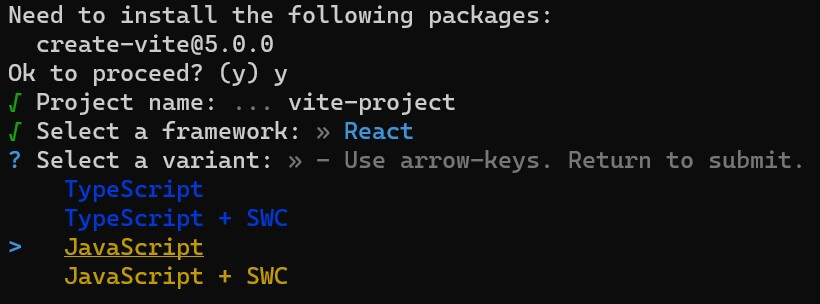 Need to install the following packages:
  create-vite@5.0.0
Ok to proceed? (y) y
√ Project name: ... vite-project
√ Select a framework: » React
? Select a variant: » - Use arrow-keys. Return to submit.
    TypeScript
    TypeScript + SWC
>   JavaScript
    JavaScript + SWC